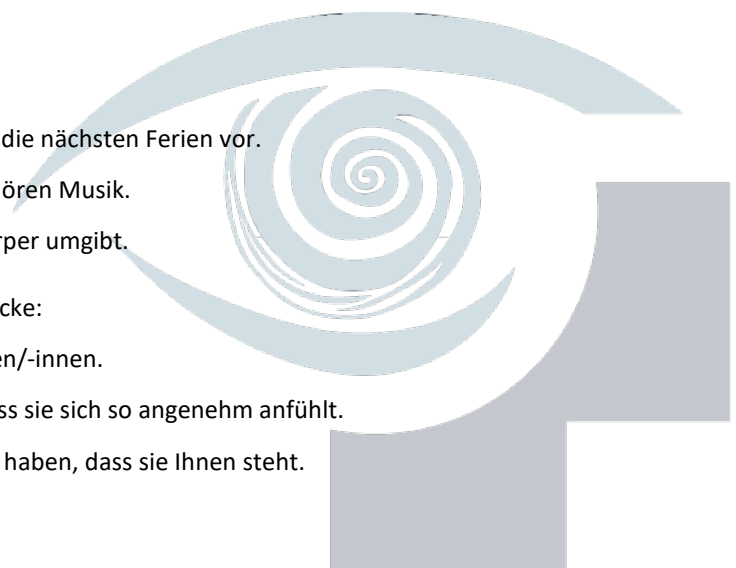 die nächsten Ferien vor.
ören Musik.
rper umgibt.
cke:
en/-innen.
ss sie sich so angenehm anfühlt.
haben, dass sie Ihnen steht.